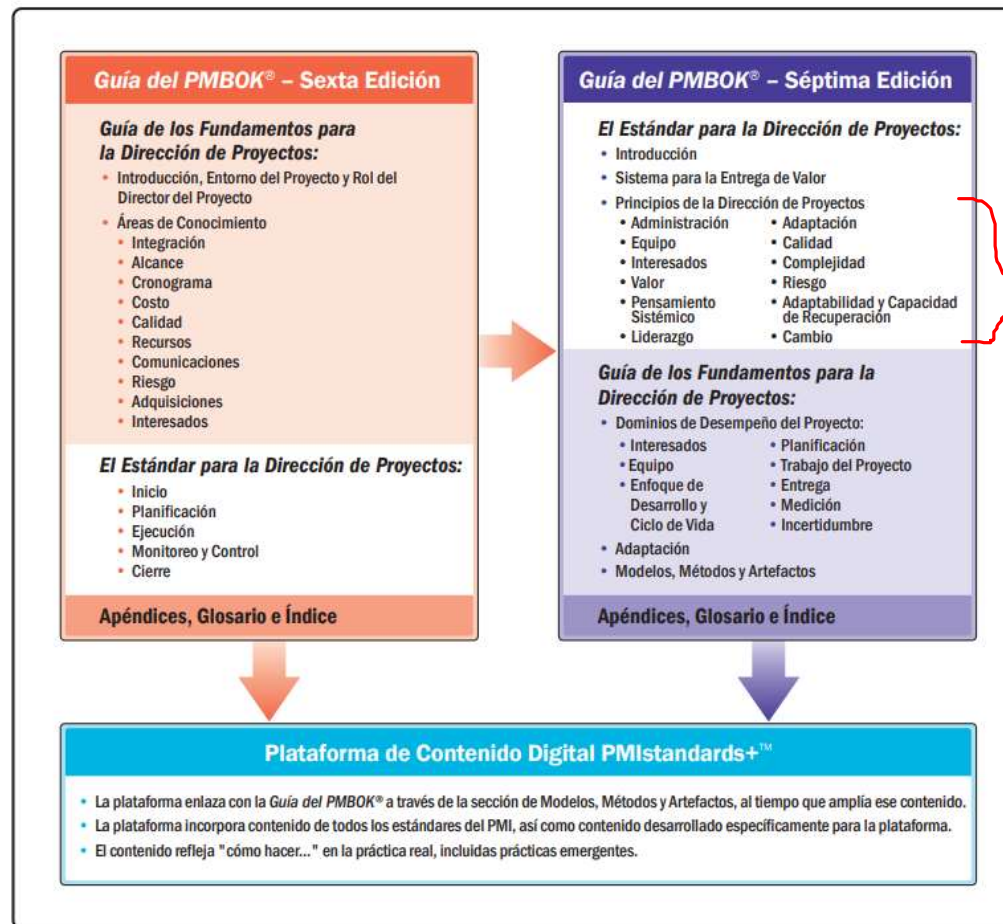 Guía del PMBOK® – Sexta Edición
Guía de los Fundamentos para
la Dirección de Proyectos:
• Introducción, Entorno del Proyecto y Rol del
Director del Proyecto
• Áreas de Conocimiento
• Integración
• Alcance
• Cronograma
• Costo
• Calidad
• Recursos
• Comunicaciones
• Riesgo
• Adquisiciones
• Interesados
El Estándar para la Dirección de Proyectos:
• Inicio
• Planificación
• Ejecución
• Monitoreo y Control
• Cierre
Apéndices, Glosario e Índice
Guía del PMBOK® – Séptima Edición
El Estándar para la Dirección de Proyectos:
• Introducción
• Sistema para la Entrega de Valor
• Principios de la Dirección de Proyectos
• Administración
• Equipo
• Interesados
• Valor
• Pensamiento
Sistémico
• Liderazgo
• Adaptación
• Calidad
• Complejidad
• Riesgo
• Adaptabilidad y Capacidad
de Recuperación
• Cambio
Guía de los Fundamentos para la
Dirección de Proyectos:
• Dominios de Desempeño del Proyecto:
• Interesados
• Equipo
• Enfoque de
Desarrollo y
Ciclo de Vida
• Planificación
• Trabajo del Proyecto
• Entrega
• Medición
• Incertidumbre
• Adaptación
• Modelos, Métodos y Artefactos
Apéndices, Glosario e Índice
Plataforma de Contenido Digital PMIstandards+™
• La plataforma enlaza con la Guía del PMBOK® a través de la sección de Modelos, Métodos y Artefactos, al tiempo que amplía ese contenido.
• La plataforma incorpora contenido de todos los estándares del PMI, así como contenido desarrollado específicamente para la plataforma.
• El contenido refleja "cómo hacer..." en la práctica real, incluidas prácticas emergentes.